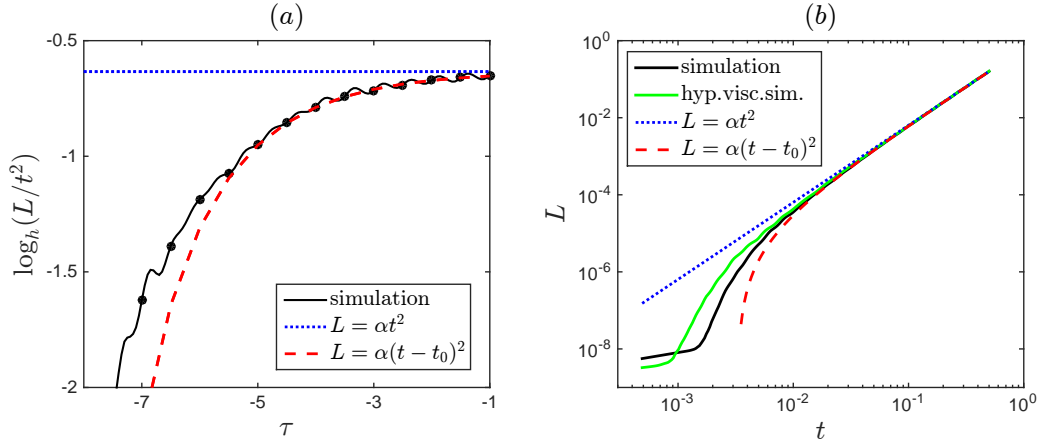 (a)
-0.5
-1
-1.5
-2
log_h(L/t^2)
simulation
L = αt^2
L = α(t − t_0)^2
-7
-5
-3
-1
τ
(b)
10^0
10^-2
10^-4
10^-6
10^-8
L
simulation
hyp.visc.sim.
L = αt^2
L = α(t − t_0)^2
10^-3
10^-2
10^-1
10^0
t